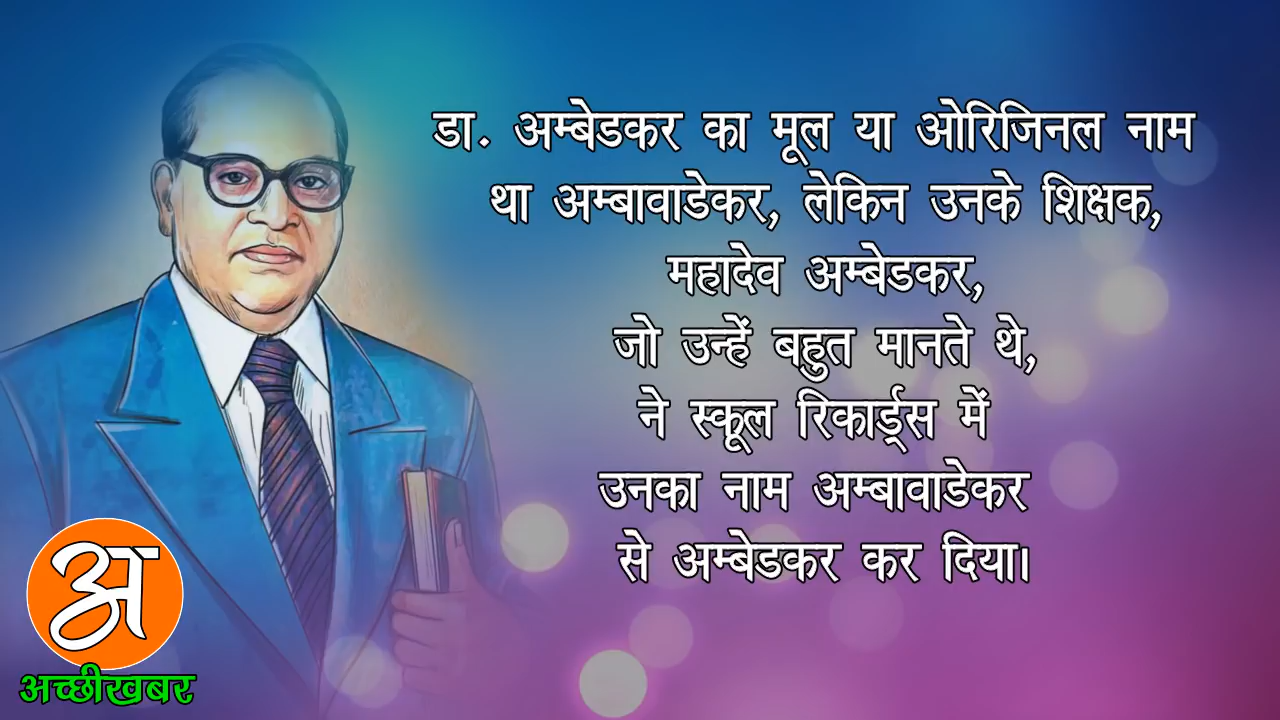 डा. अम्बेडकर का मूल या ओरिजिनल नाम
था अम्बावाडेकर, लेकिन उनके शिक्षक,
महादेव अम्बेडकर,
जो उन्हें बहुत मानते थे,
ने स्कूल रिकार्ड्स में
उनका नाम अम्बावाडेकर
से अम्बेडकर कर दिया।
अ
अच्छीखबर